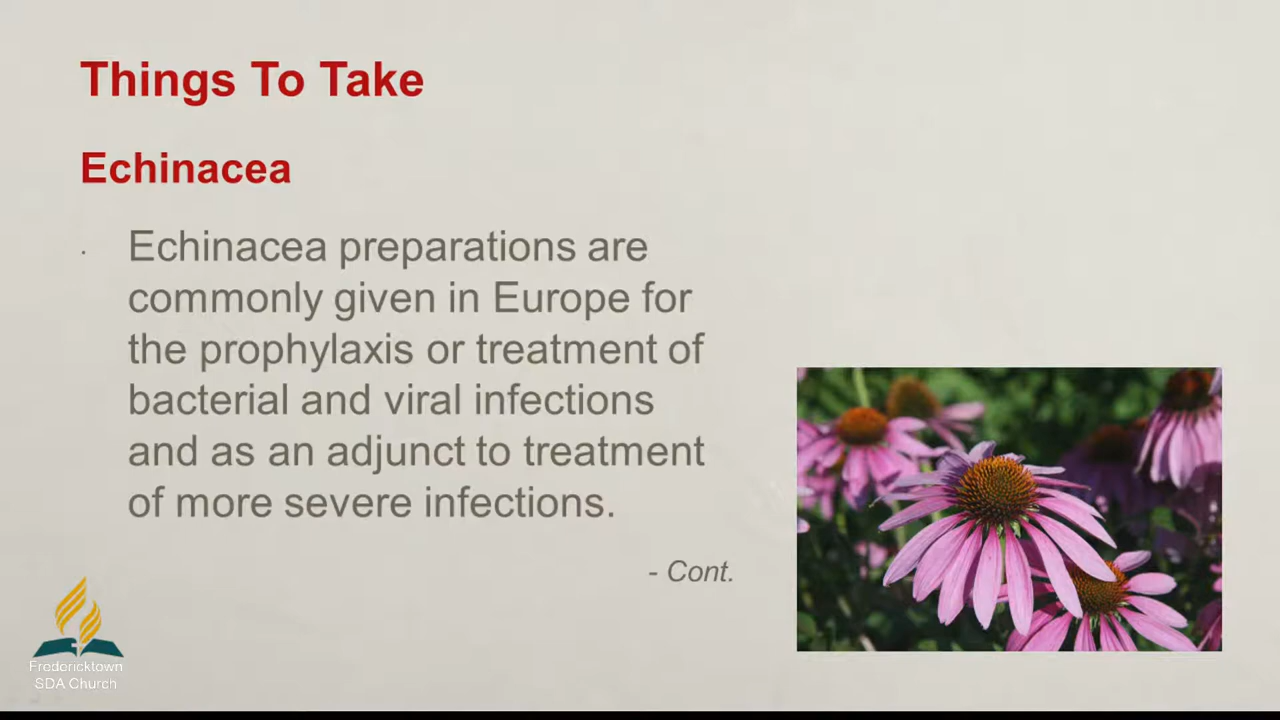 Things To Take
Echinacea
· Echinacea preparations are
commonly given in Europe for
the prophylaxis or treatment of
bacterial and viral infections
and as an adjunct to treatment
of more severe infections.
- Cont.
Fredericktown
SDA Church